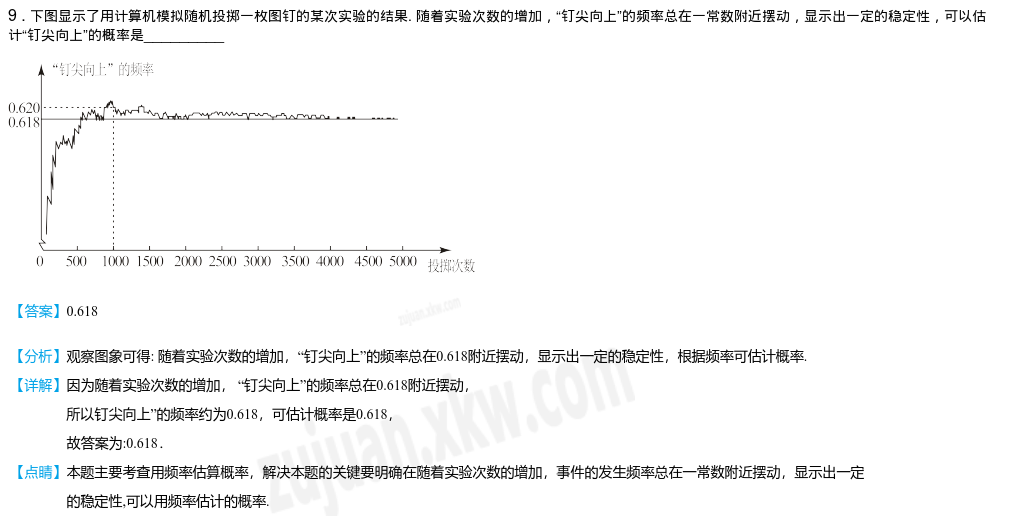 9．下图显示了用计算机模拟随机投掷一枚图钉的某次实验的结果. 随着实验次数的增加，“钉尖向上”的频率总在一常数附近摆动，显示出一定的稳定性，可以估
计“钉尖向上”的概率是____________
“钉尖向上”的频率
0.620
0.618
0 500 1000 1500 2000 2500 3000 3500 4000 4500 5000 投掷次数
【答案】0.618
zujuan.xkw.com
【分析】观察图象可得: 随着实验次数的增加，“钉尖向上”的频率总在0.618附近摆动，显示出一定的稳定性，根据频率可估计概率.
【详解】因为随着实验次数的增加， “钉尖向上”的频率总在0.618附近摆动，
所以钉尖向上”的频率约为0.618，可估计概率是0.618，
故答案为:0.618．
zujuan.xkw.com
【点睛】本题主要考查用频率估算概率，解决本题的关键要明确在随着实验次数的增加，事件的发生频率总在一常数附近摆动，显示出一定
的稳定性,可以用频率估计的概率.